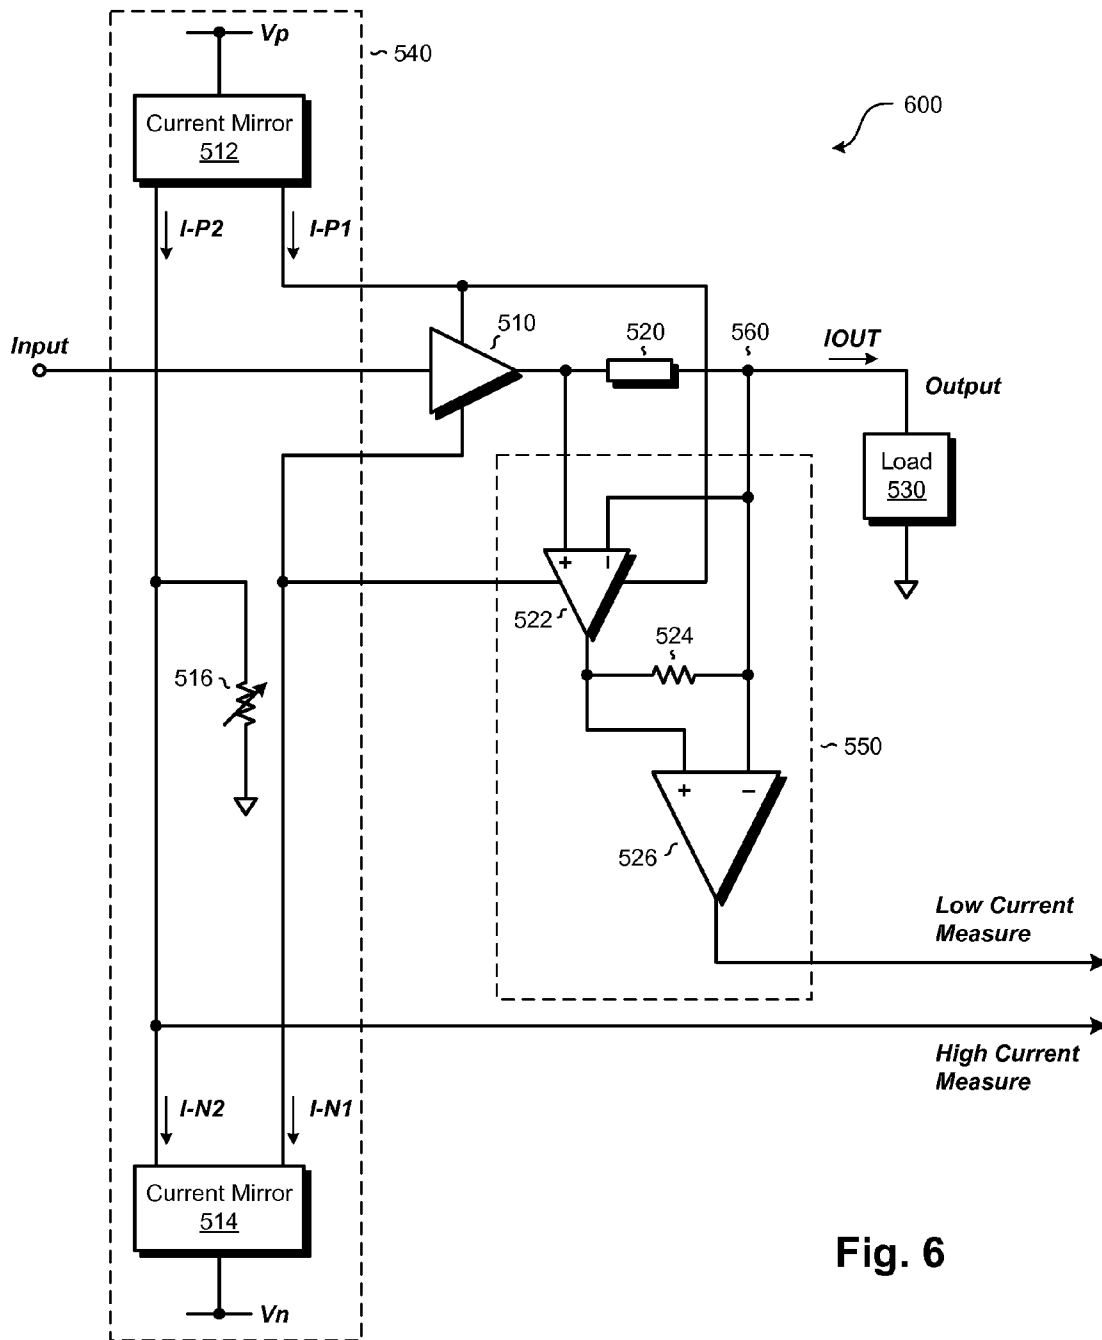 Vp
540
Current Mirror
512
600
I-P2
I-P1
510
520
560
IOUT
Input
Output
Load
530
+
–
522
524
516
550
+
–
526
Low Current
Measure
High Current
Measure
I-N2
I-N1
Current Mirror
514
Vn
Fig. 6